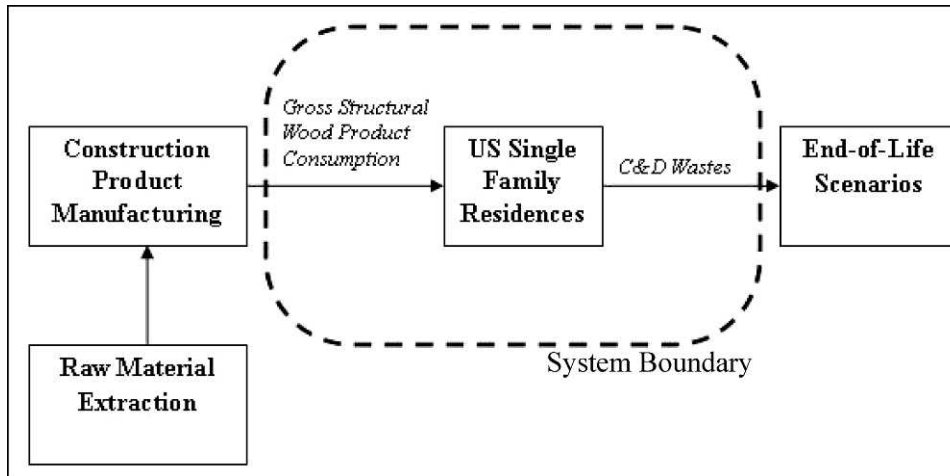 Gross Structural
Wood Product
Consumption
Construction
Product
Manufacturing
US Single
Family
Residences
C&D Wastes
End-of-Life
Scenarios
System Boundary
Raw Material
Extraction